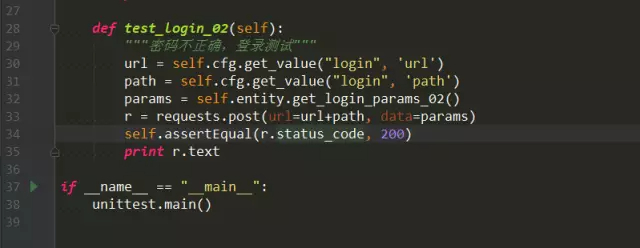 27
28 def test_login_02(self):
29 """密码不正确，登录测试"""
30 url = self.cfg.get_value("login", 'url')
31 path = self.cfg.get_value("login", 'path')
32 params = self.entity.get_login_params_02()
33 r = requests.post(url=url+path, data=params)
34 self.assertEqual(r.status_code, 200)
35 print r.text
36
37 if __name__ == "__main__":
38 unittest.main()
39